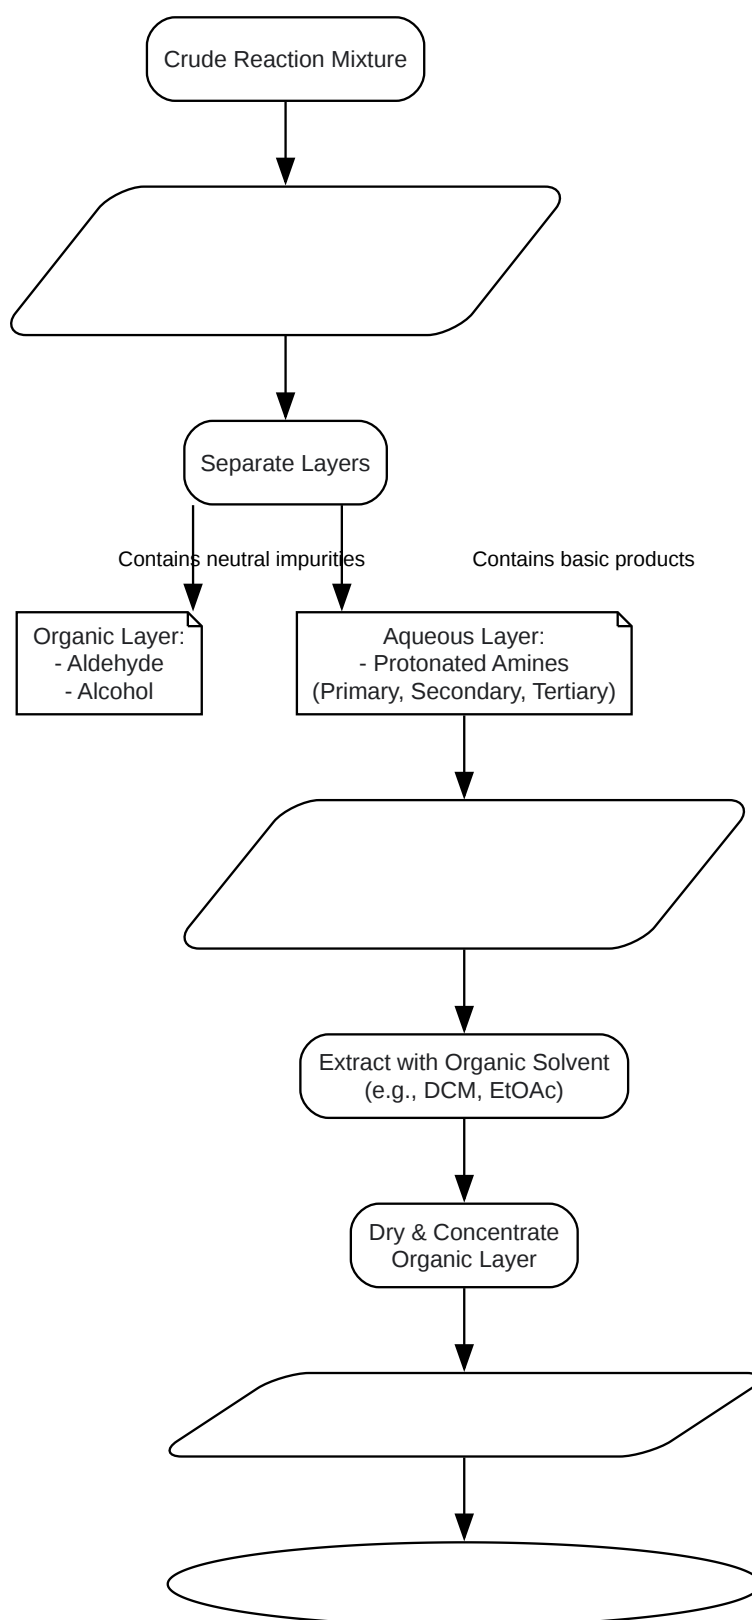 Crude Reaction Mixture
Separate Layers
Contains neutral impurities
Contains basic products
Organic Layer:
- Aldehyde
- Alcohol
Aqueous Layer:
- Protonated Amines
(Primary, Secondary, Tertiary)
Extract with Organic Solvent
(e.g., DCM, EtOAc)
Dry & Concentrate
Organic Layer